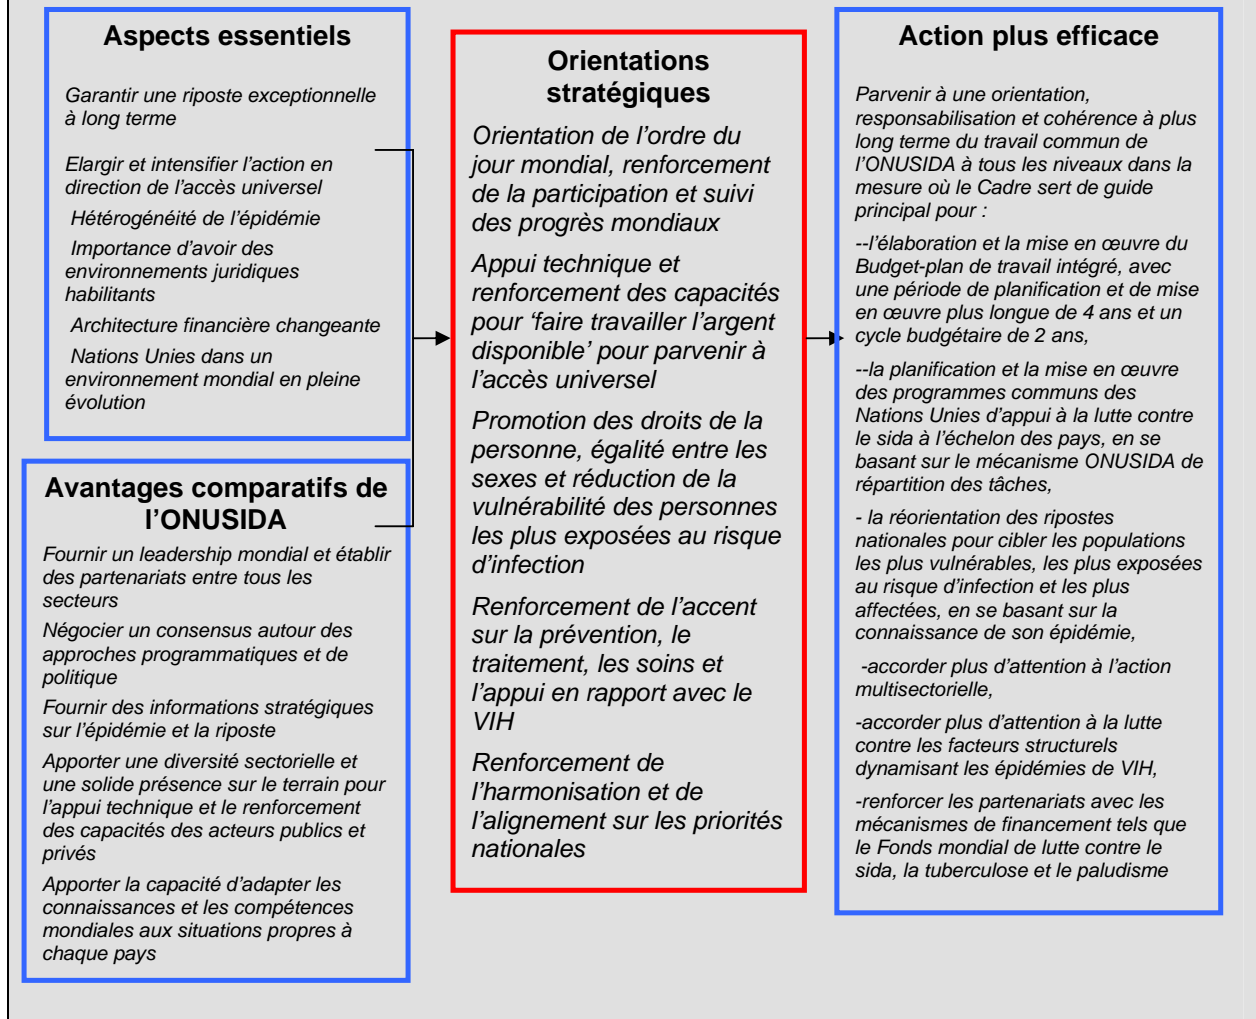 Aspects essentiels
Garantir une riposte exceptionnelle
à long terme
Elargir et intensifier l’action en
direction de l’accès universel
Hétérogénéité de l’épidémie
Importance d’avoir des
environnements juridiques
habilitants
Architecture financière changeante
Nations Unies dans un
environnement mondial en pleine
évolution
Avantages comparatifs de
l’ONUSIDA
Fournir un leadership mondial et établir
des partenariats entre tous les
secteurs
Négocier un consensus autour des
approches programmatiques et de
politique
Fournir des informations stratégiques
sur l’épidémie et la riposte
Apporter une diversité sectorielle et
une solide présence sur le terrain pour
l’appui technique et le renforcement
des capacités des acteurs publics et
privés
Apporter la capacité d’adapter les
connaissances et les compétences
mondiales aux situations propres à
chaque pays
Orientations
stratégiques
Orientation de l’ordre du
jour mondial, renforcement
de la participation et suivi
des progrès mondiaux
Appui technique et
renforcement des capacités
pour ‘faire travailler l’argent
disponible’ pour parvenir à
l’accès universel
Promotion des droits de la
personne, égalité entre les
sexes et réduction de la
vulnérabilité des personnes
les plus exposées au risque
d’infection
Renforcement de l’accent
sur la prévention, le
traitement, les soins et
l’appui en rapport avec le
VIH
Renforcement de
l’harmonisation et de
l’alignement sur les priorités
nationales
Action plus efficace
Parvenir à une orientation,
responsabilisation et cohérence à plus
long terme du travail commun de
l’ONUSIDA à tous les niveaux dans la
mesure où le Cadre sert de guide
principal pour :
--l’élaboration et la mise en œuvre du
Budget-plan de travail intégré, avec
une période de planification et de mise
en œuvre plus longue de 4 ans et un
cycle budgétaire de 2 ans,
--la planification et la mise en œuvre
des programmes communs des
Nations Unies d’appui à la lutte contre
le sida à l’échelon des pays, en se
basant sur le mécanisme ONUSIDA de
répartition des tâches,
- la réorientation des ripostes
nationales pour cibler les populations
les plus vulnérables, les plus exposées
au risque d’infection et les plus
affectées, en se basant sur la
connaissance de son épidémie,
-accorder plus d’attention à l’action
multisectorielle,
-accorder plus d’attention à la lutte
contre les facteurs structurels
dynamisant les épidémies de VIH,
-renforcer les partenariats avec les
mécanismes de financement tels que
le Fonds mondial de lutte contre le
sida, la tuberculose et le paludisme